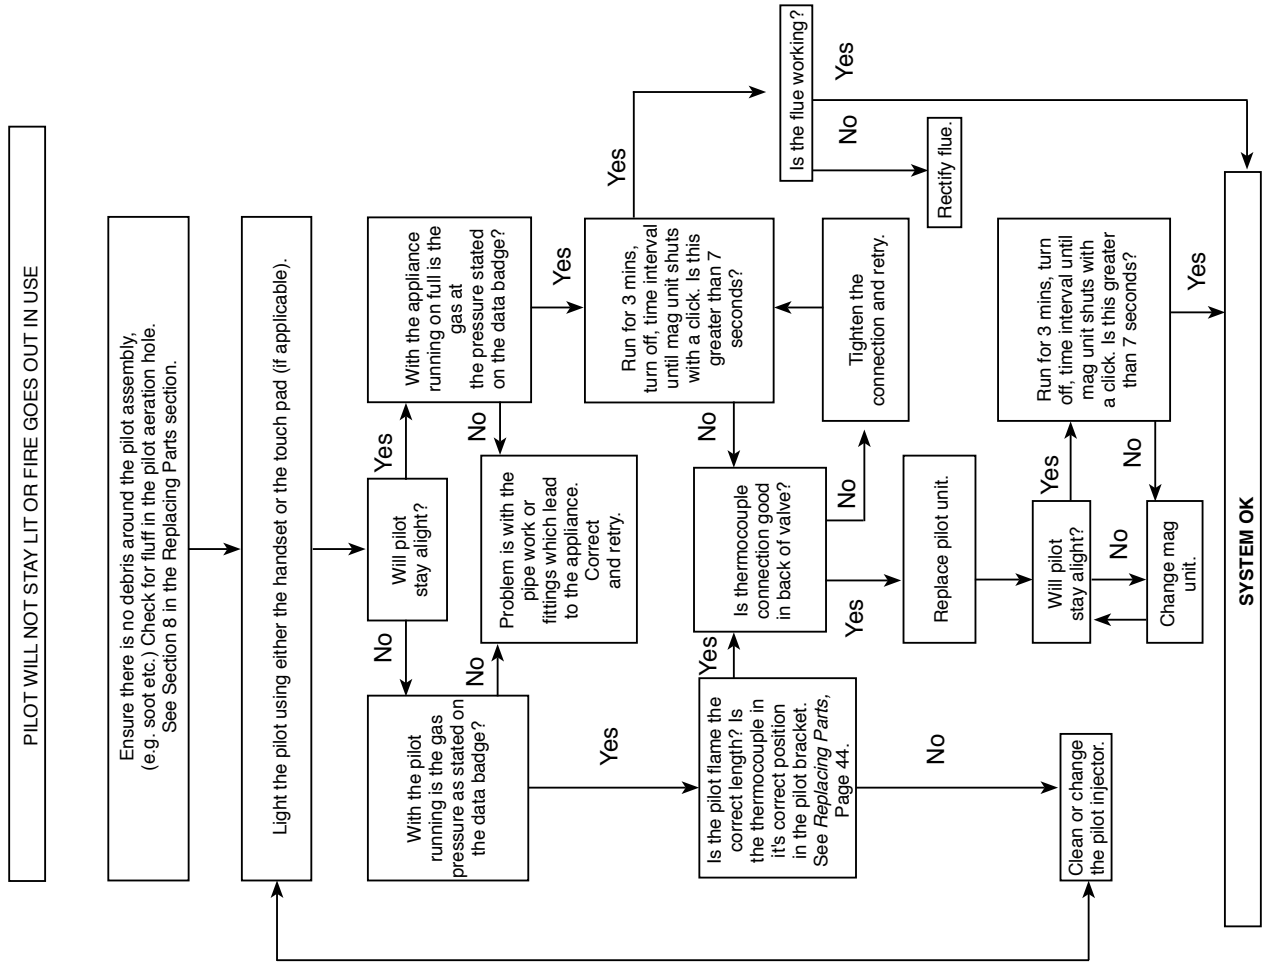 PILOT WILL NOT STAY LIT OR FIRE GOES OUT IN USE
Ensure there is no debris around the pilot assembly,
(e.g. soot etc.) Check for fluff in the pilot aeration hole.
See Section 8 in the Replacing Parts section.
Light the pilot using either the handset or the touch pad (if applicable).
Will pilot
stay alight?
No
Yes
With the pilot
running is the gas
pressure as stated on
the data badge?
With the appliance
running on full is the
gas at
the pressure stated
on the data badge?
No
No
Problem is with the
pipe work or
fittings which lead
to the appliance.
Correct
and retry.
Yes
Yes
Run for 3 mins,
turn off, time interval
until mag unit shuts
with a click. Is this
greater than 7
seconds?
Yes
Is the pilot flame the
correct length? Is
the thermocouple in
it's correct position
in the pilot bracket.
See Replacing Parts,
Page 44.
Yes
No
Is thermocouple
connection good
in back of valve?
Is the flue working?
No
Yes
Yes
No
Tighten the
connection and retry.
Rectify flue.
Replace pilot unit.
No
Will pilot
stay alight?
Yes
Run for 3 mins, turn
off, time interval until
mag unit shuts with
a click. Is this greater
than 7 seconds?
No
No
Clean or change
the pilot injector.
Change mag
unit.
Yes
SYSTEM OK